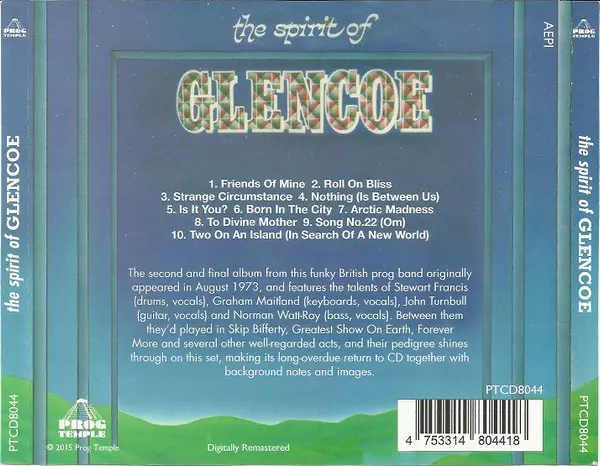 PROG
TEMPLE
the spirit of GLENCOE
PTCD8044
the spirit of
GLENCOE
1. Friends Of Mine 2. Roll On Bliss
3. Strange Circumstance 4. Nothing (Is Between Us)
5. Is It You? 6. Born In The City 7. Arctic Madness
8. To Divine Mother 9. Song No.22 (Om)
10. Two On An Island (In Search Of A New World)
The second and final album from this funky British prog band originally
appeared in August 1973, and features the talents of Stewart Francis
(drums, vocals), Graham Maitland (keyboards, vocals), John Turnbull
(guitar, vocals) and Norman Watt-Roy (bass, vocals). Between them
they'd played in Skip Bifferty, Greatest Show On Earth, Forever
More and several other well-regarded acts, and their pedigree shines
through on this set, making its long-overdue return to CD together with
background notes and images.
PTCD8044
PROG
TEMPLE
© 2015 Prog Temple
Digitally Remastered
4 753314 804418
AEPI
PROG
TEMPLE
the spirit of GLENCOE
PTCD8044